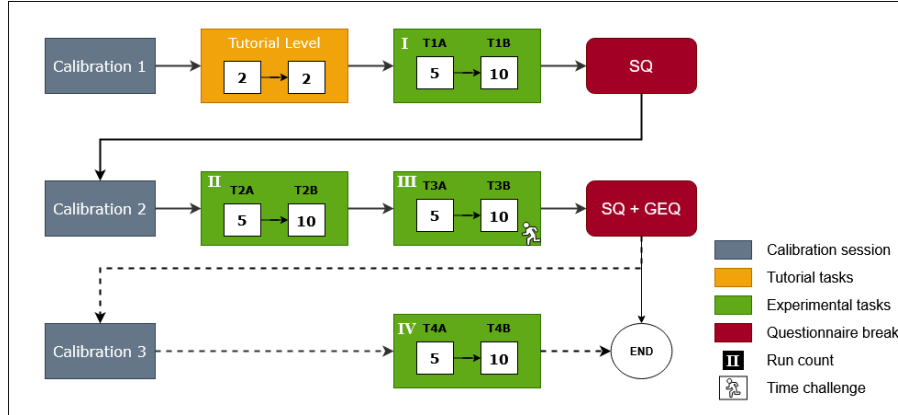 Calibration 1
Tutorial Level
2
2
I
T1A
T1B
5
10
SQ
Calibration 2
II
T2A
T2B
5
10
III
T3A
T3B
5
10
SQ + GEQ
Calibration 3
IV
T4A
T4B
5
10
END
Calibration session
Tutorial tasks
Experimental tasks
Questionnaire break
II
Run count
Time challenge